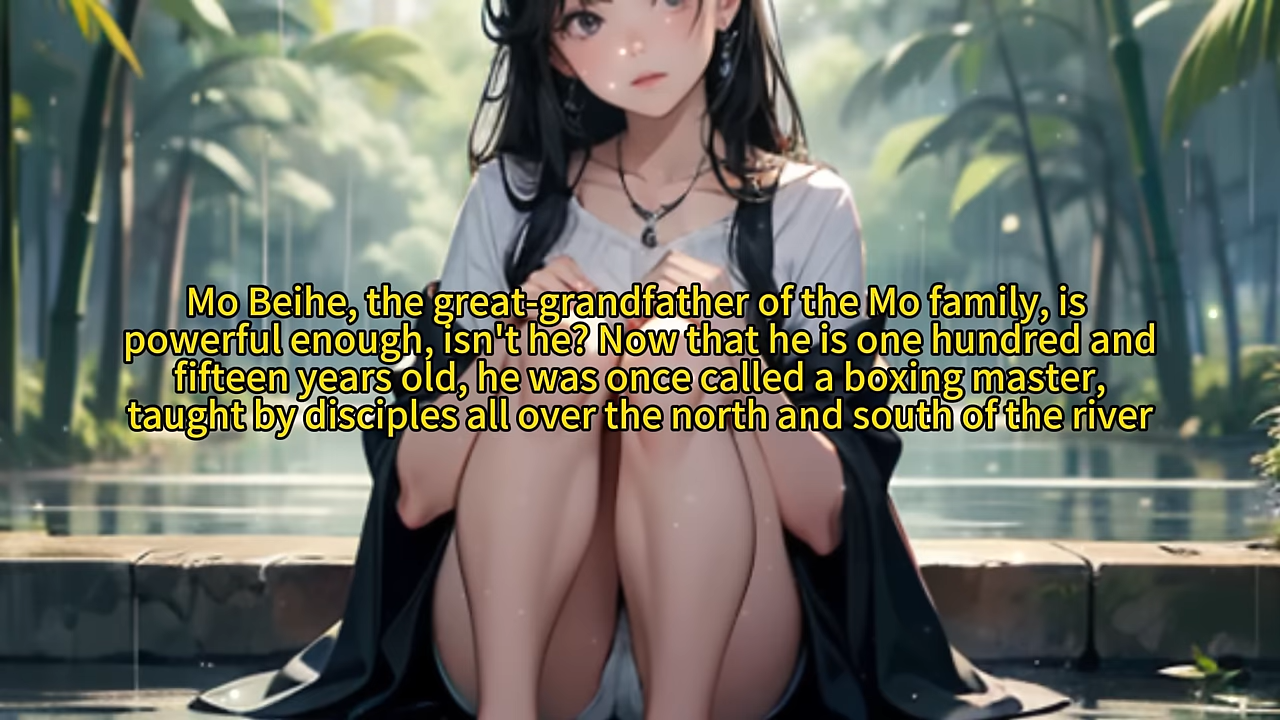 Mo Beihe, the great-grandfather of the Mo family, is
powerful enough, isn't he? Now that he is one hundred and
fifteen years old, he was once called a boxing master,
taught by disciples all over the north and south of the river